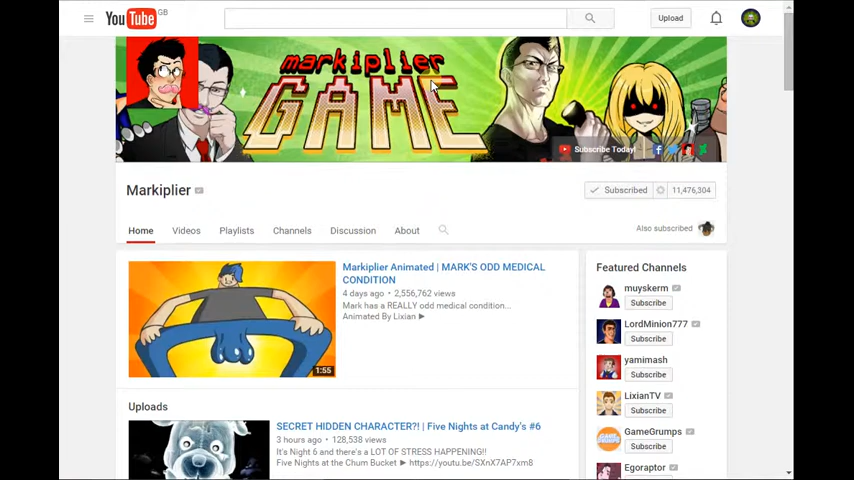 YouTube GB
Upload
markiplier
GAME
Subscribe Today!
Markiplier
Subscribed 11,476,304
Home Videos Playlists Channels Discussion About
Also subscribed
Markiplier Animated | MARK'S ODD MEDICAL
CONDITION
4 days ago • 2,556,762 views
Mark has a REALLY odd medical condition...
Animated By Lixian ►
1:55
Uploads
SECRET HIDDEN CHARACTER?! | Five Nights at Candy's #6
3 hours ago • 128,538 views
It's Night 6 and there's a LOT OF STRESS HAPPENING!!
Five Nights at the Chum Bucket ► https://youtu.be/SXnX7AP7xm8
Featured Channels
muyskerm
Subscribe
LordMinion777
Subscribe
yamimash
Subscribe
LixianTV
Subscribe
GameGrumps
Subscribe
Egoraptor
Subscribe